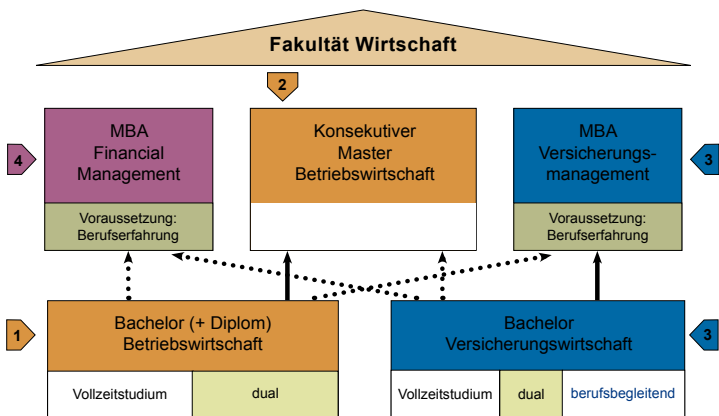 Fakultät Wirtschaft
2
4
MBA
Financial
Management
Voraussetzung:
Berufserfahrung
Konsekutiver
Master
Betriebswirtschaft
MBA
Versicherungs-
management
Voraussetzung:
Berufserfahrung
3
1
Bachelor (+ Diplom)
Betriebswirtschaft
Vollzeitstudium
dual
Bachelor
Versicherungswirtschaft
Vollzeitstudium
dual
berufsbegleitend
3